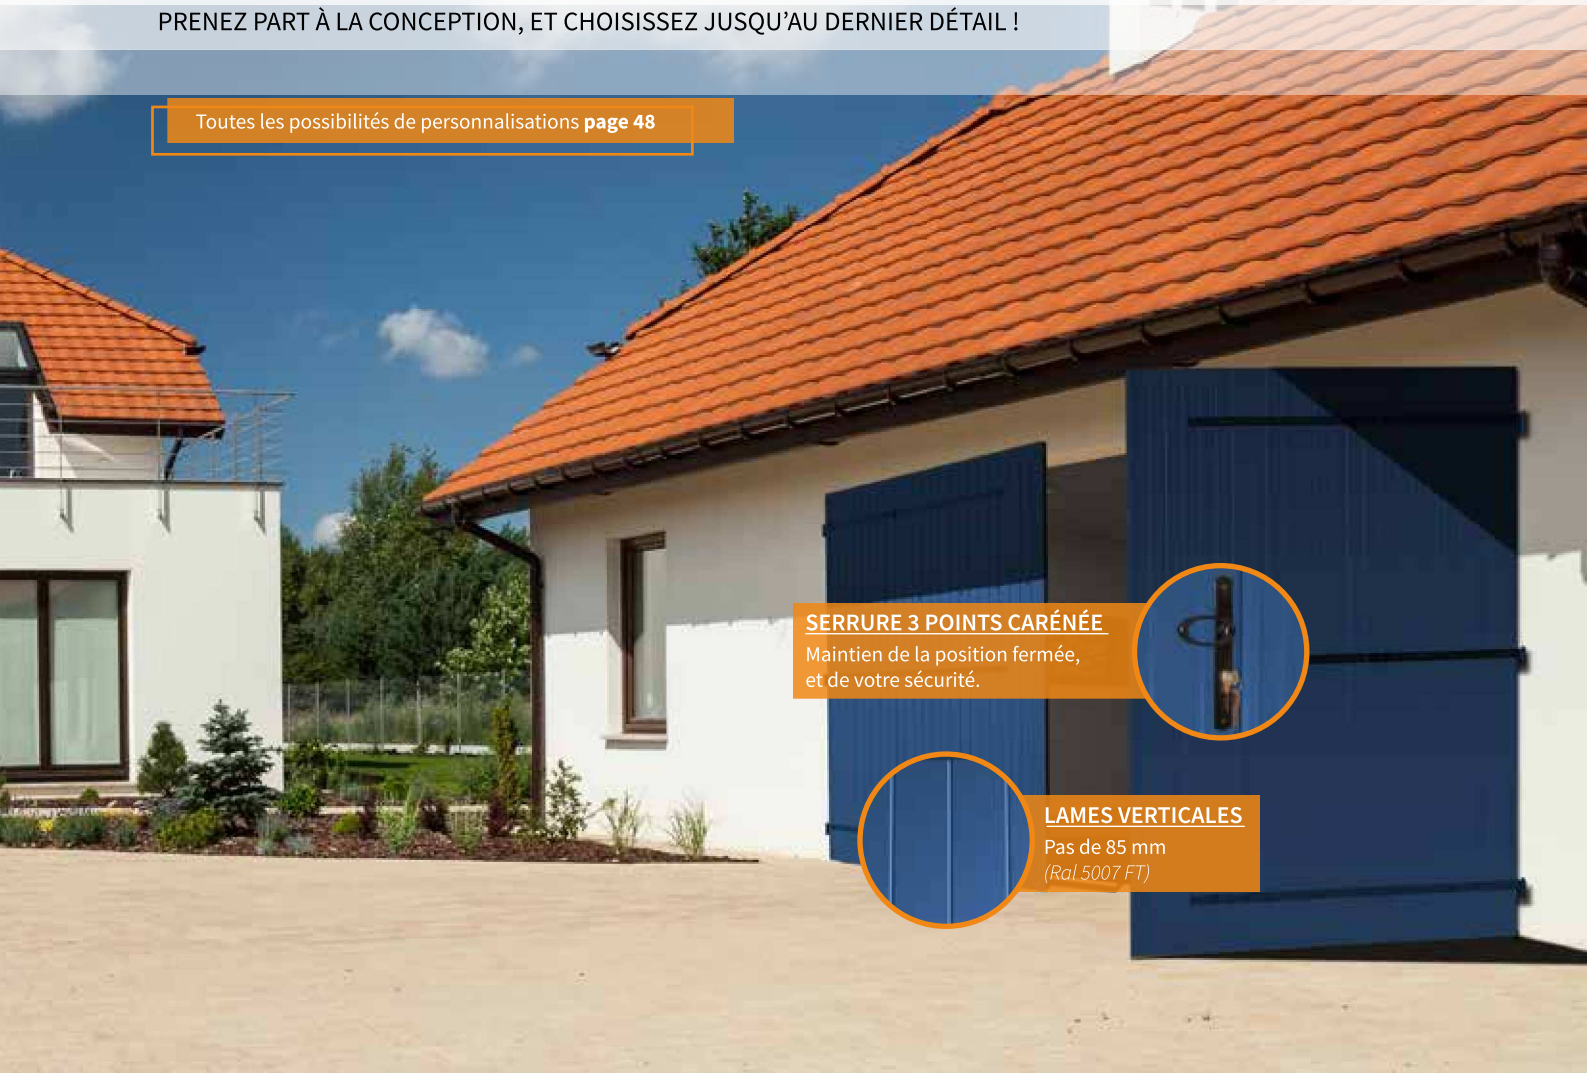 PRENEZ PART À LA CONCEPTION, ET CHOISISSEZ JUSQU'AU DERNIER DÉTAIL !
Toutes les possibilités de personnalisations page 48
SERRURE 3 POINTS CARÉNÉE
Maintien de la position fermée,
et de votre sécurité.
LAMES VERTICALES
Pas de 85 mm
(Ral 5007 FT)